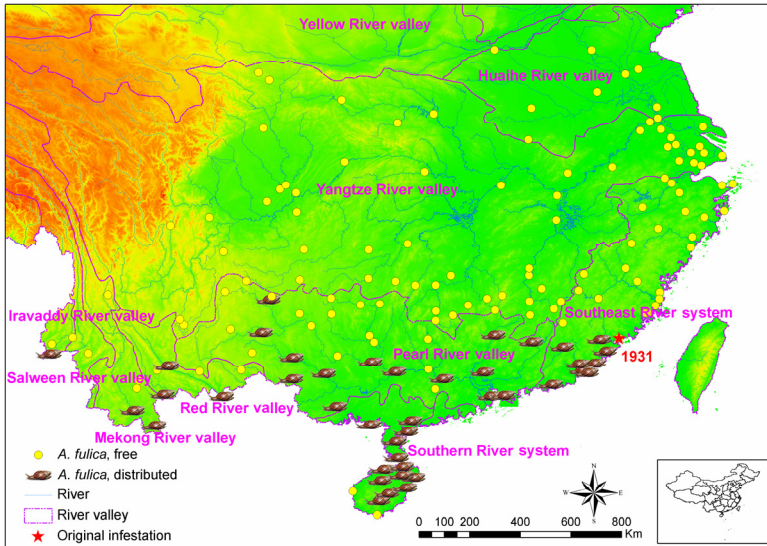 Yellow River valley
Huaihe River valley
Yangtze River valley
Iravaddy River valley
Southeast River system
1931
Pearl River valley
Salween River valley
Red River valley
Mekong River valley
Southern River system
A. fulica, free
A. fulica, distributed
River
River valley
Original infestation
N
W E
S
0 100 200 400 600 800
Km